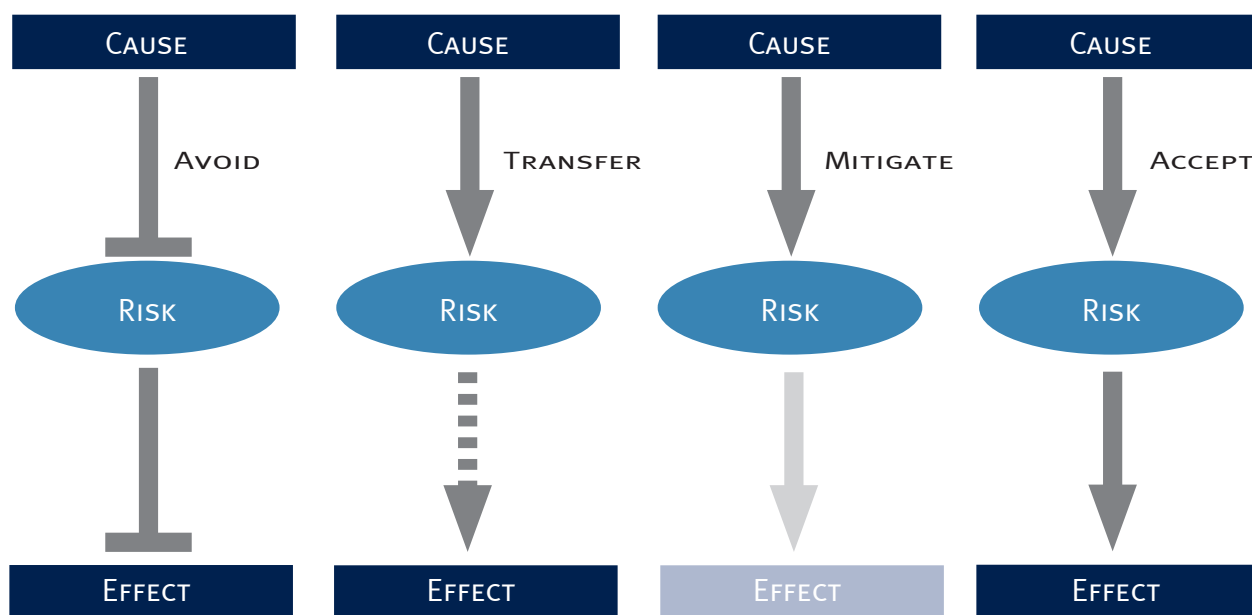 Cause Cause Cause Cause
Avoid Transfer Mitigate Accept
Risk Risk Risk Risk
Effect Effect Effect Effect